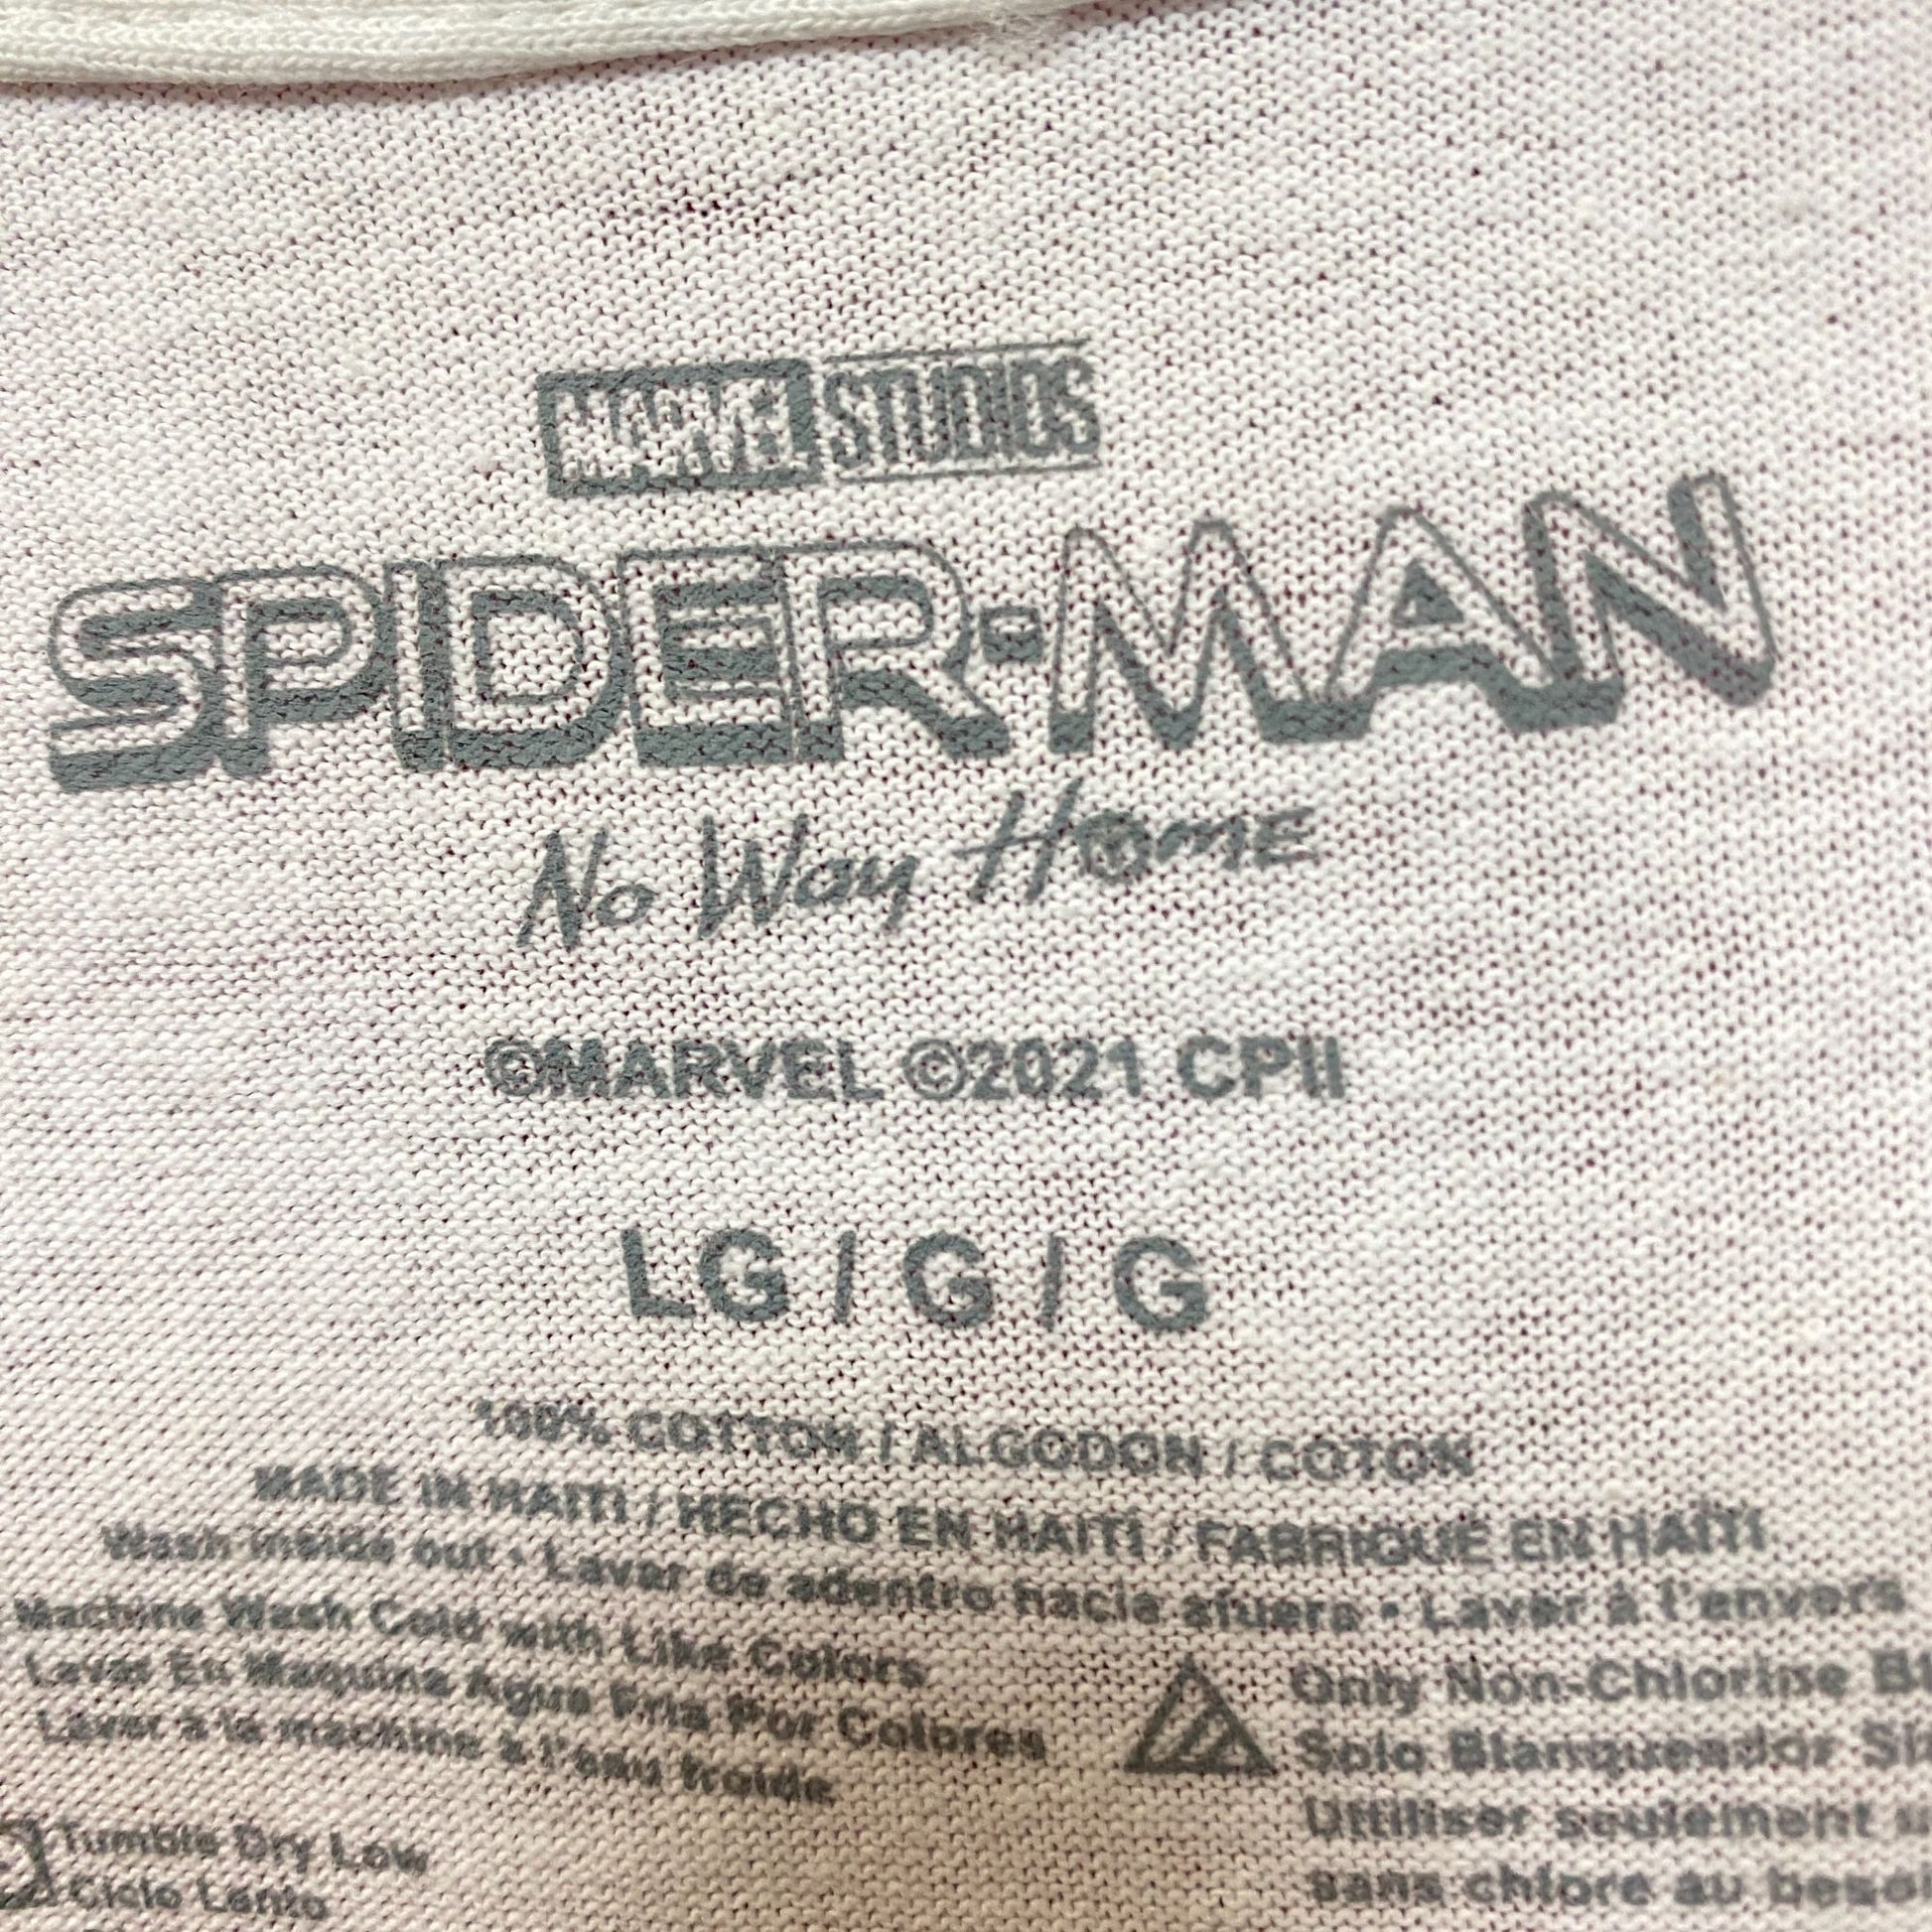 MARVEL STUDIOS
SPIDER-MAN
No Way Home
©MARVEL ©2021 CPII
LG / G / G
100% COTTON / ALGODON / COTON
MADE IN HAITI / HECHO EN HAITI / FABRIQUE EN HAÏTI
Wash inside out • Lavar de adentro hacia afuera • Laver à l'envers
Machine Wash Cold with Like Colors
Lavar En Maquina Agua Fria Por Colores
Laver à la machine à l'eau froide
Only Non-Chlorine
Solo Blanqueador
Uttiliser seulement
sans chlore au
Tumble Dry Low
Ciclo Lento